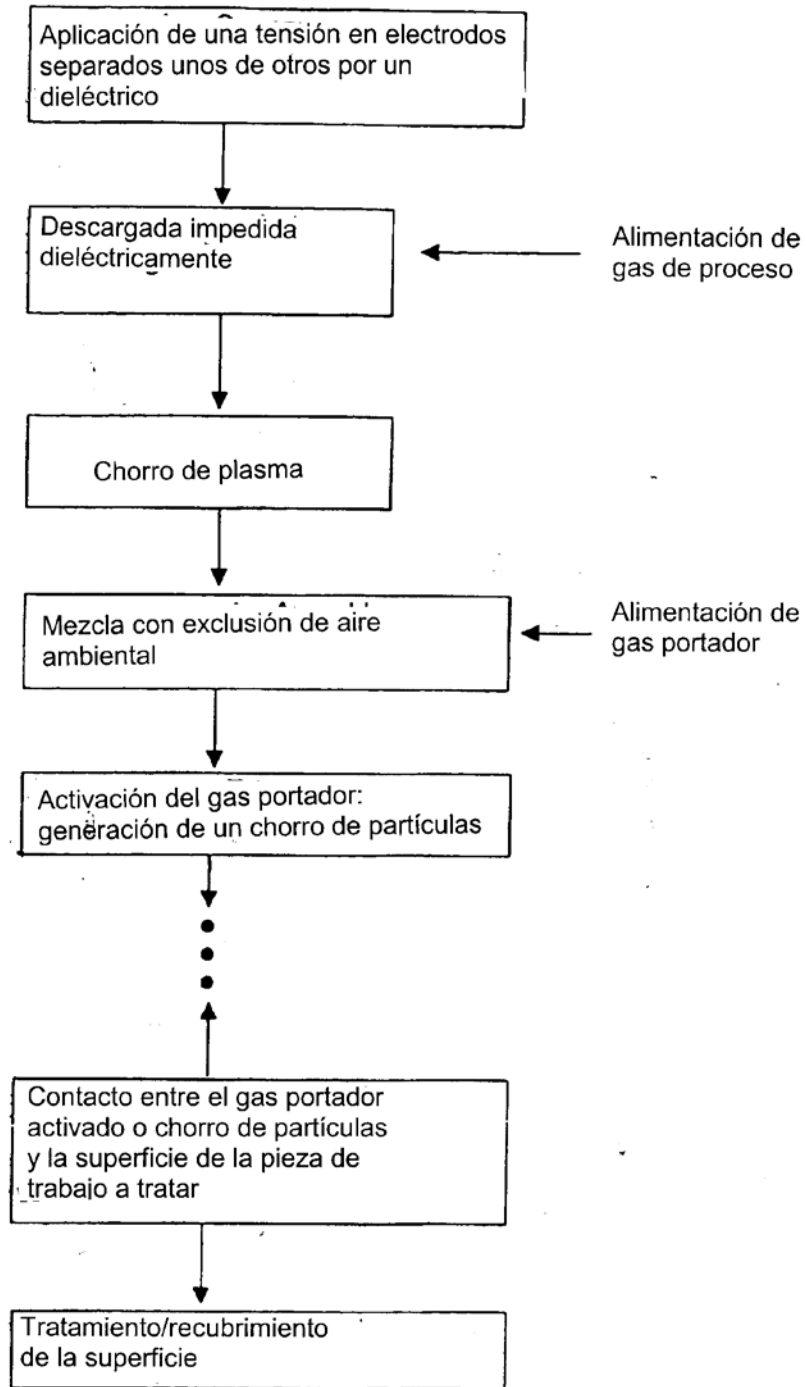 Aplicación de una tensión en electrodos
separados unos de otros por un
dieléctrico
Descargada impedida
dieléctricamente
Alimentación de
gas de proceso
Chorro de plasma
Mezcla con exclusión de aire
ambiental
Alimentación de
gas portador
Activación del gas portador:
generación de un chorro de partículas
Contacto entre el gas portador
activado o chorro de partículas
y la superficie de la pieza de
trabajo a tratar
Tratamiento/recubrimiento
de la superficie